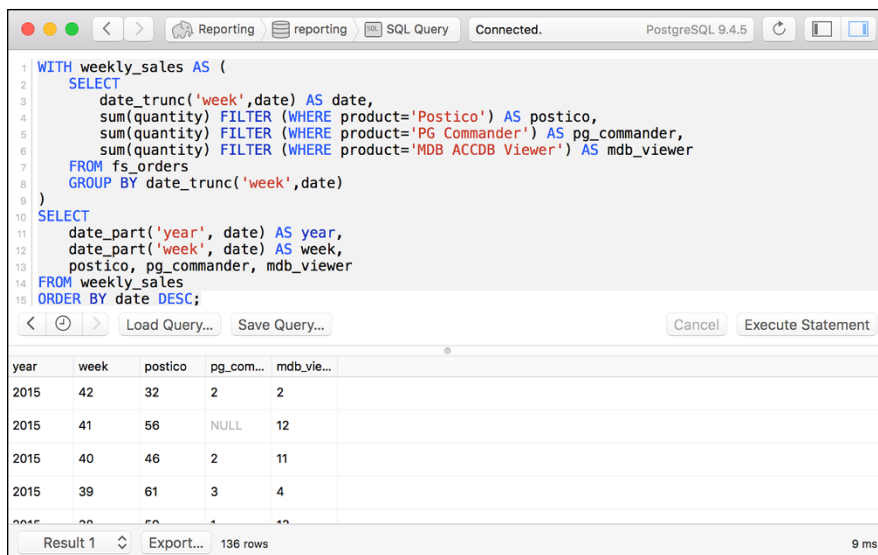 Reporting reporting SQL SQL Query Connected. PostgreSQL 9.4.5
1 WITH weekly_sales AS (
2 SELECT
3 date_trunc('week',date) AS date,
4 sum(quantity) FILTER (WHERE product='Postico') AS postico,
5 sum(quantity) FILTER (WHERE product='PG Commander') AS pg_commander,
6 sum(quantity) FILTER (WHERE product='MDB ACCDB Viewer') AS mdb_viewer
7 FROM fs_orders
8 GROUP BY date_trunc('week',date)
9 )
10 SELECT
11 date_part('year', date) AS year,
12 date_part('week', date) AS week,
13 postico, pg_commander, mdb_viewer
14 FROM weekly_sales
15 ORDER BY date DESC;
Load Query... Save Query... Cancel Execute Statement
year week postico pg_com... mdb_vie...
2015 42 32 2 2
2015 41 56 NULL 12
2015 40 46 2 11
2015 39 61 3 4
Result 1 Export... 136 rows 9 ms